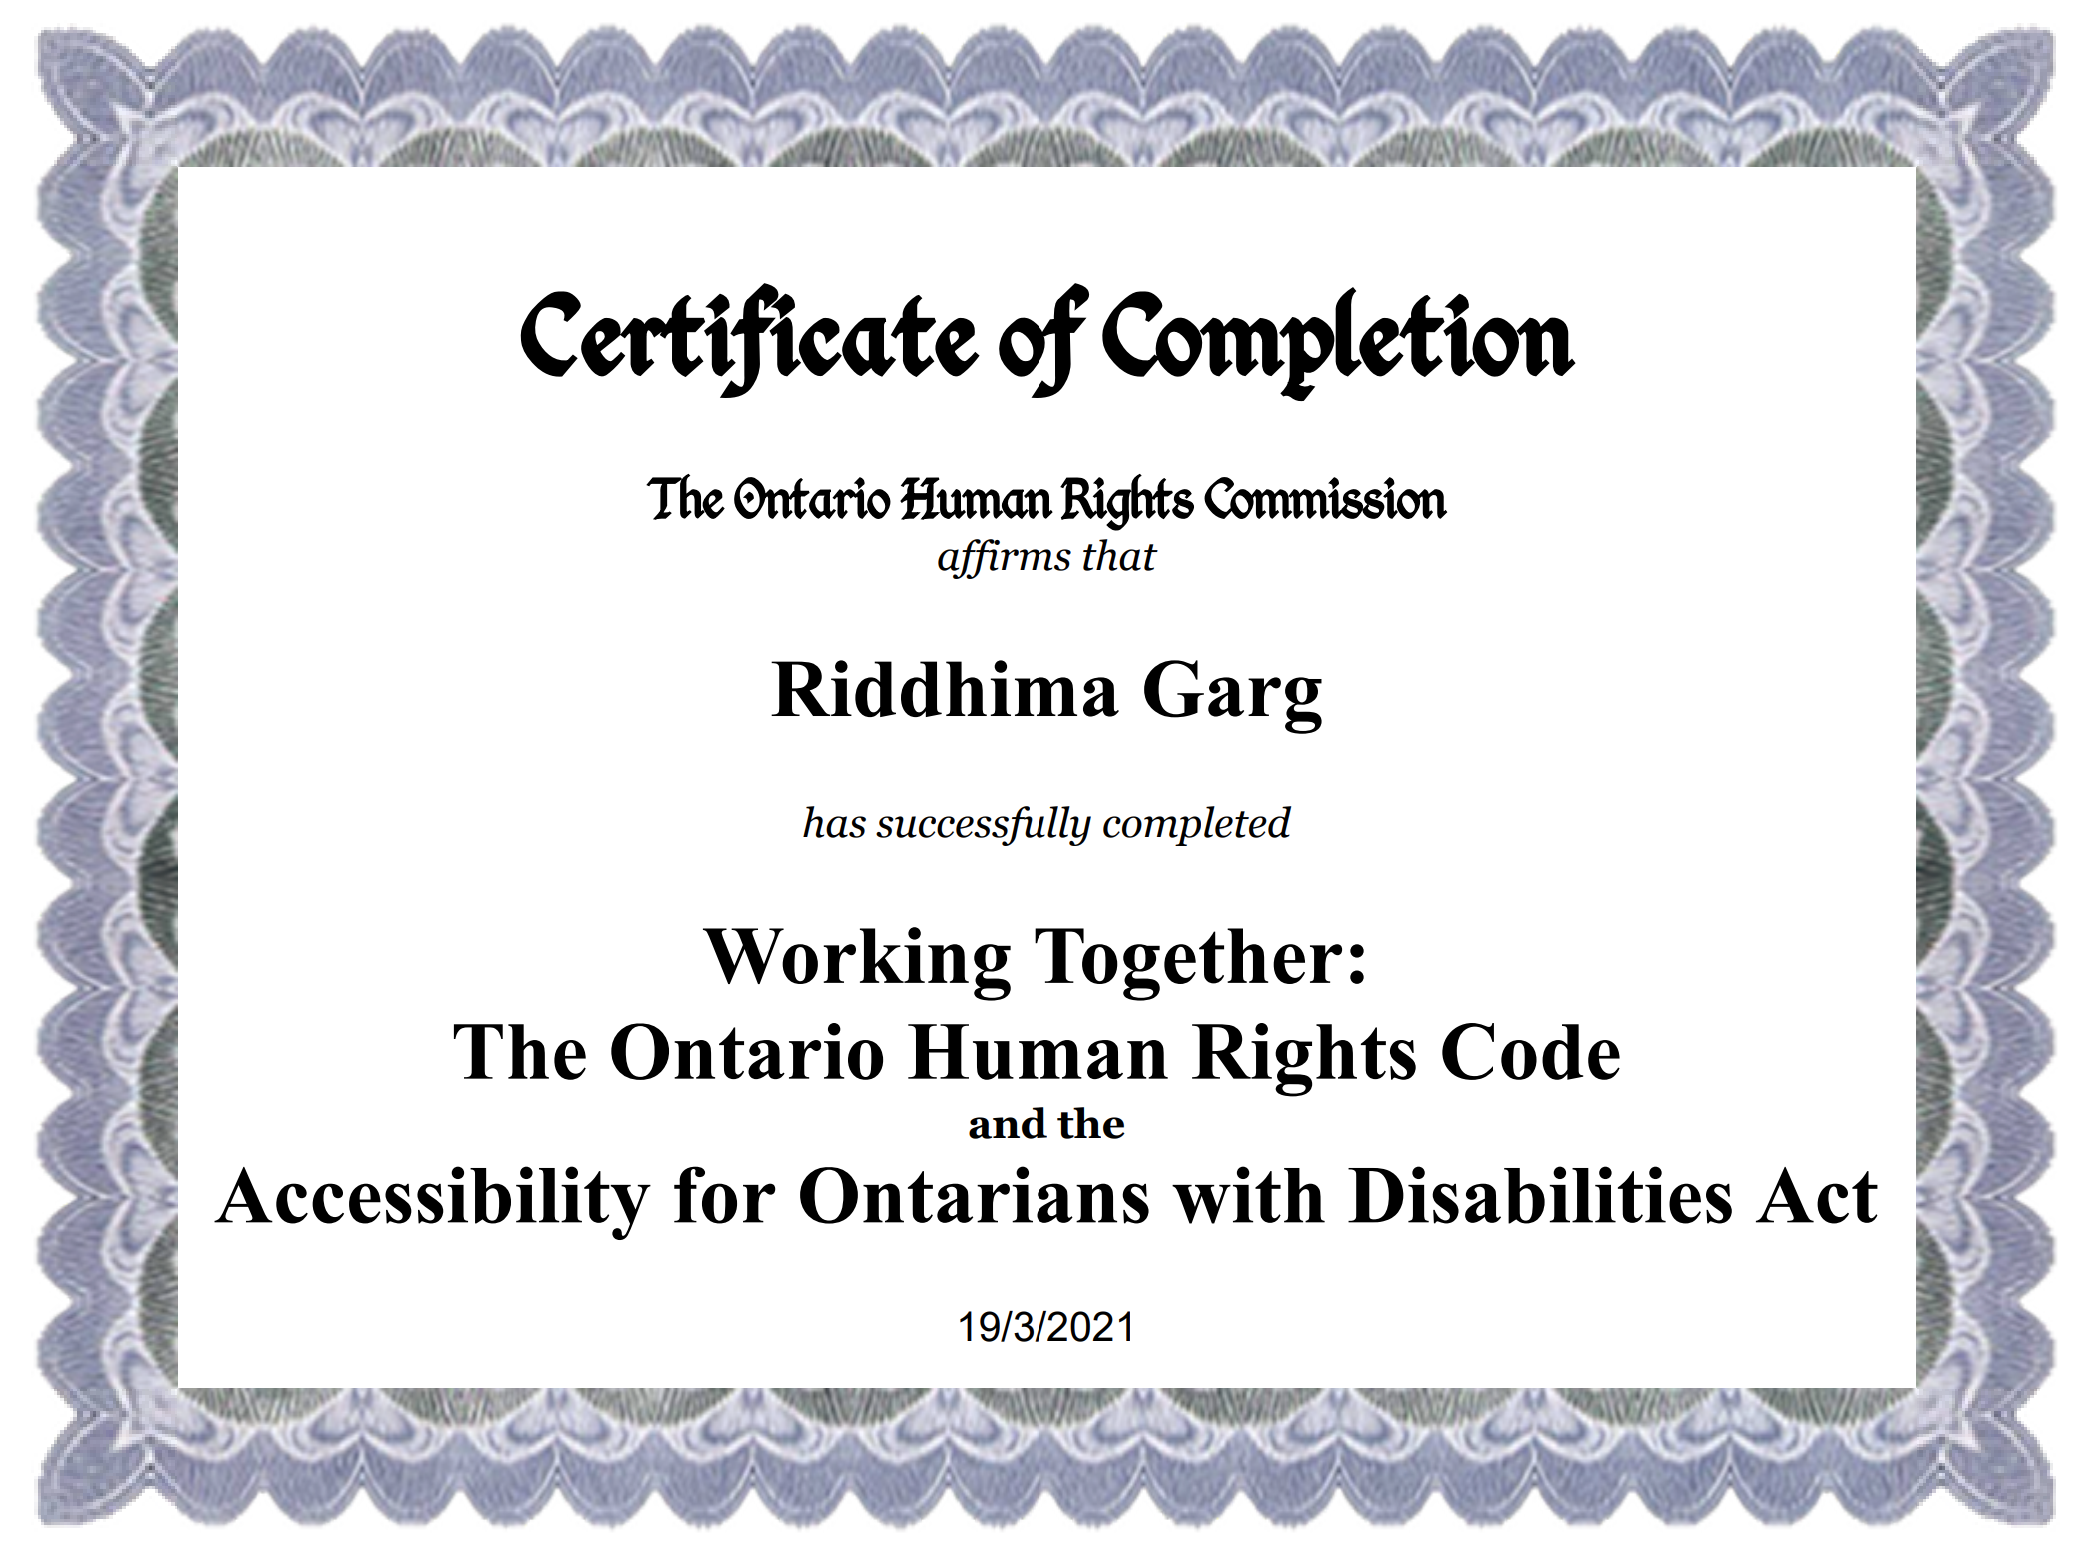 Certificate of Completion
The Ontario Human Rights Commission
affirms that
Riddhima Garg
has successfully completed
Working Together:
The Ontario Human Rights Code
and the
Accessibility for Ontarians with Disabilities Act
19/3/2021